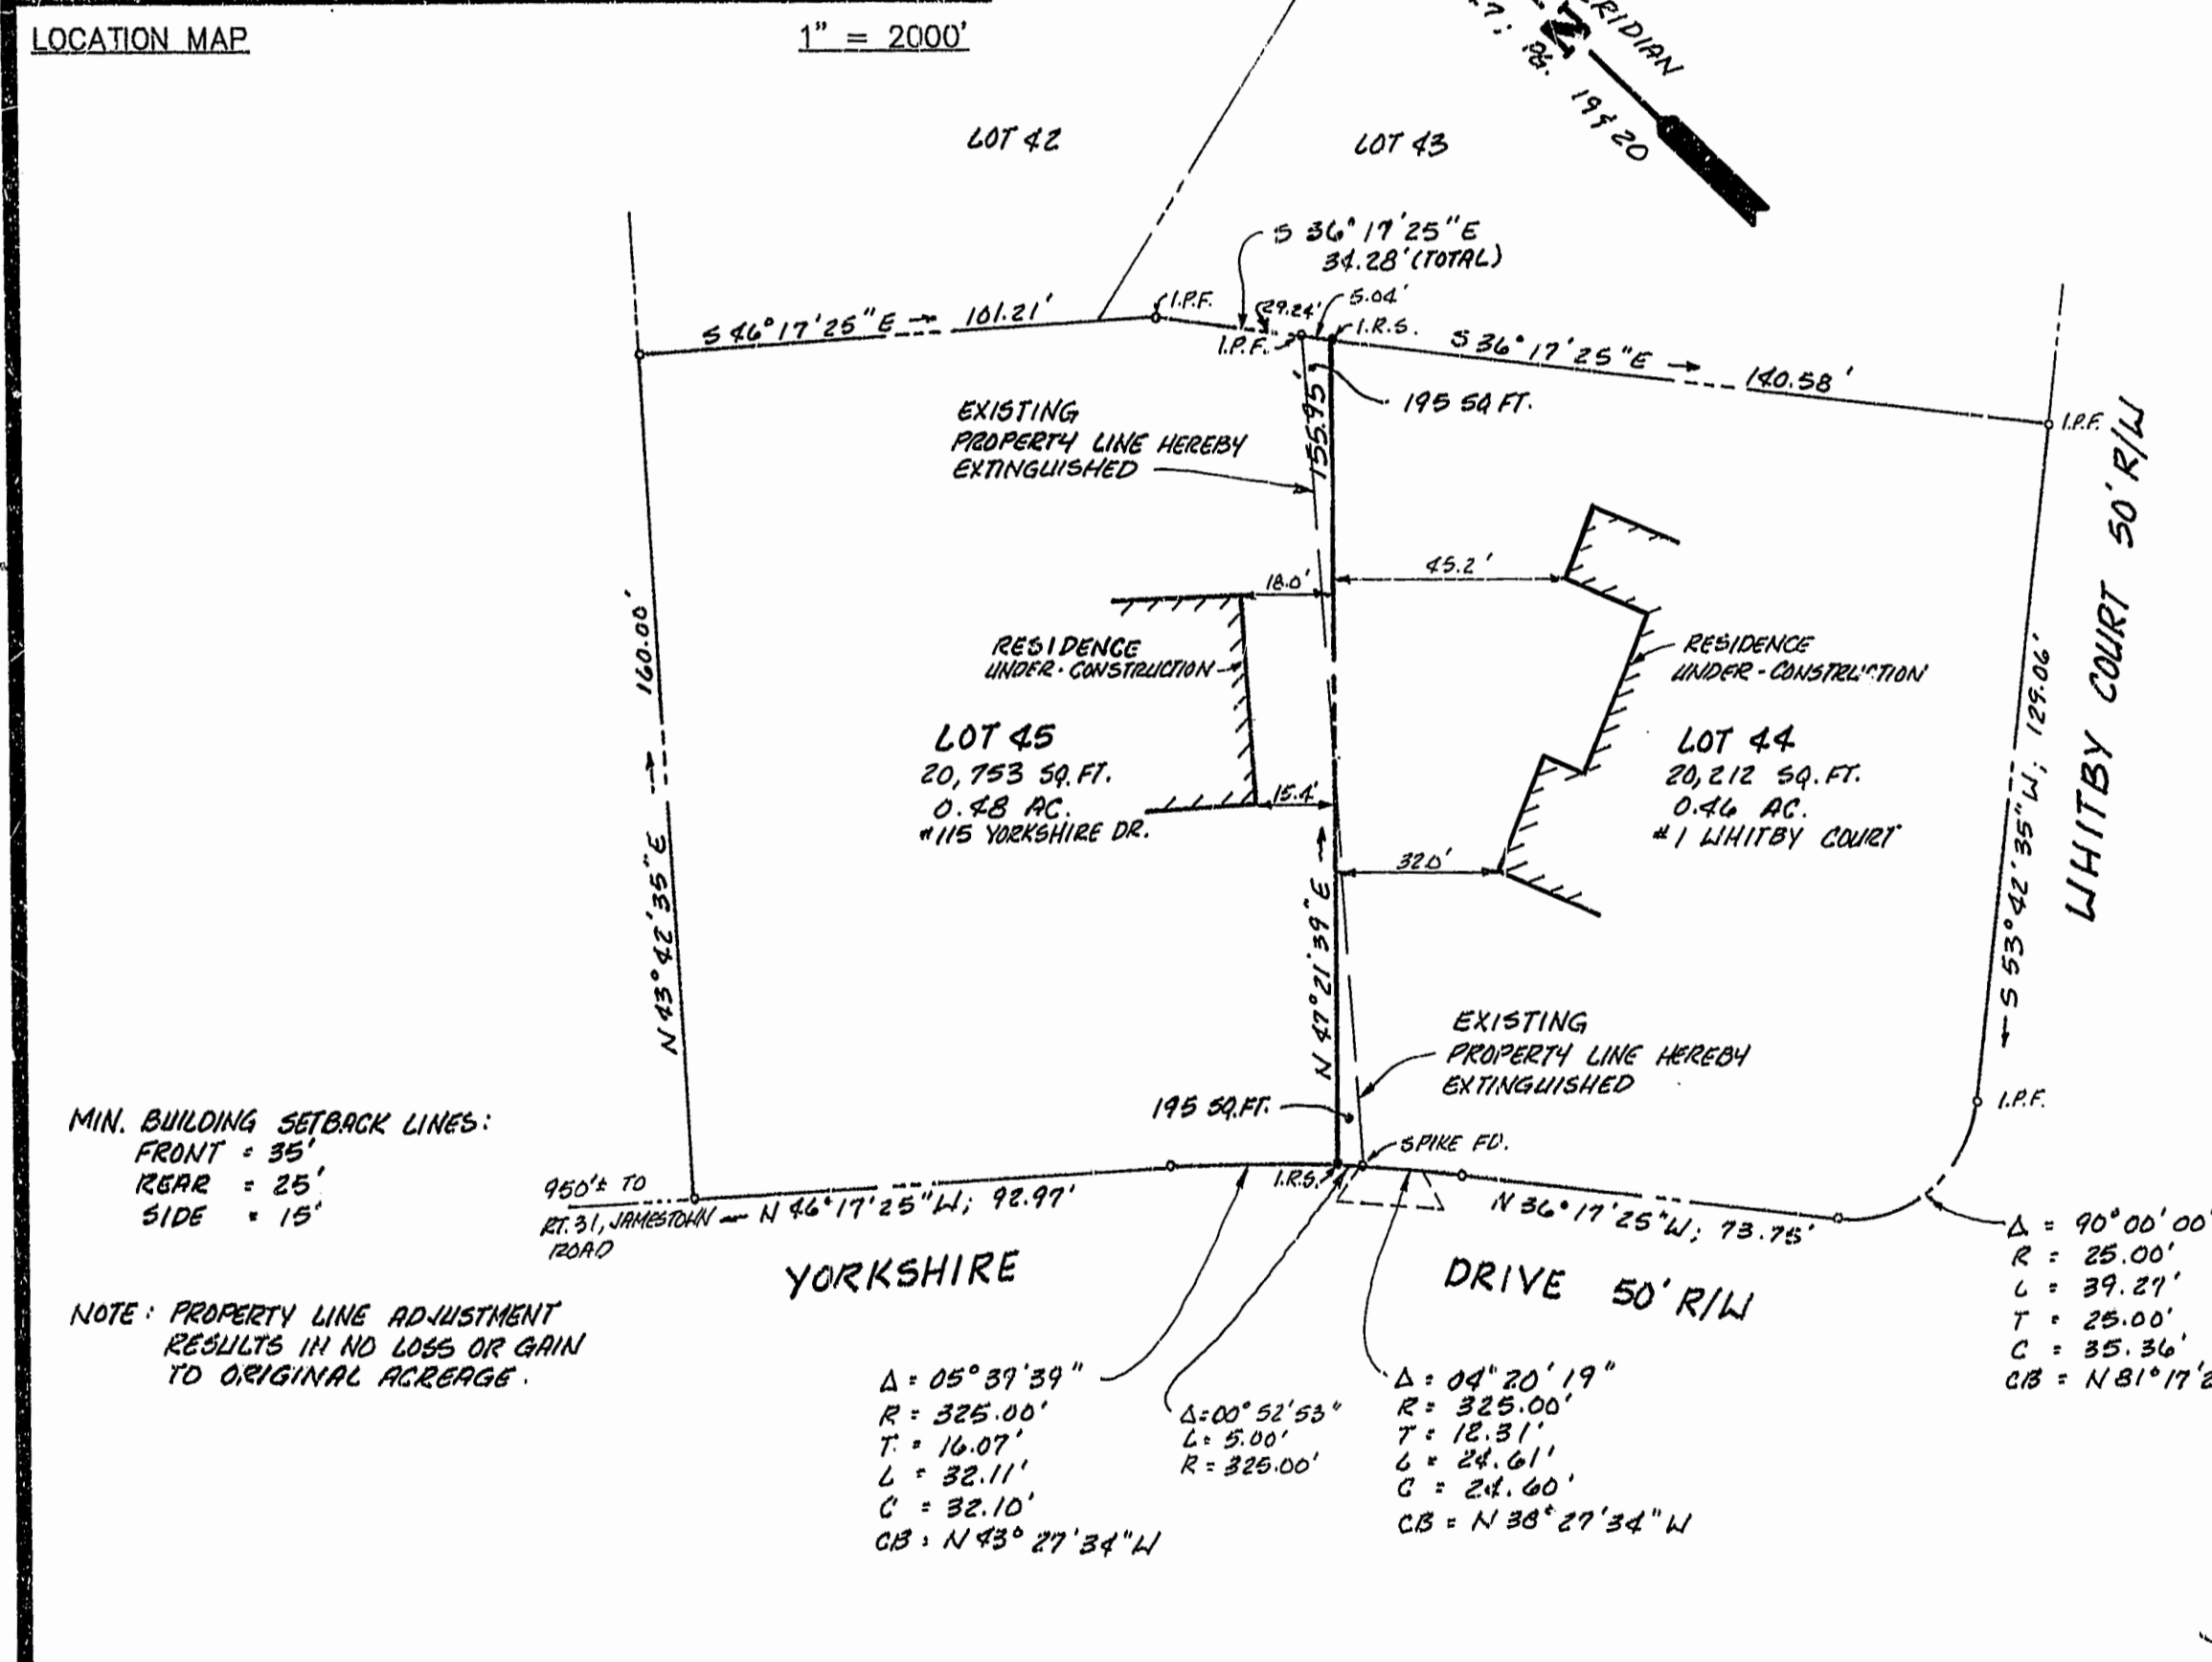 LOCATION MAP
1" = 2000'
RIDIAN
7; PG. 19 & 20
N
LOT 42
LOT 43
S 36° 17' 25" E
34.28' (TOTAL)
S 46° 17' 25" E
101.21'
I.P.F.
29.24'
5.04'
I.P.F.
I.R.S.
S 36° 17' 25" E
140.58'
I.P.F.
195 SQ FT.
155.95'
EXISTING
PROPERTY LINE HEREBY
EXTINGUISHED
WHITBY COURT 50' R/W
18.0'
45.2'
160.00'
N 43° 42' 35" E
RESIDENCE
UNDER-CONSTRUCTION
RESIDENCE
UNDER-CONSTRUCTION
LOT 45
20,753 SQ. FT.
0.48 AC.
#115 YORKSHIRE DR.
15.4'
LOT 44
20,212 SQ. FT.
0.46 AC.
#1 WHITBY COURT
32.0'
S 53° 42' 35" W; 129.06'
N 47° 21' 39" E
EXISTING
PROPERTY LINE HEREBY
EXTINGUISHED
195 SQ.FT.
SPIKE FD.
I.R.S.
I.P.F.
MIN. BUILDING SETBACK LINES:
FRONT = 35'
REAR = 25'
SIDE = 15'
950'± TO
RT. 31, JAMESTOWN
ROAD
N 46° 17' 25" W; 92.97'
N 36° 17' 25" W; 73.75'
YORKSHIRE
DRIVE 50' R/W
NOTE: PROPERTY LINE ADJUSTMENT
RESULTS IN NO LOSS OR GAIN
TO ORIGINAL ACREAGE.
Δ = 05° 39' 39"
R = 325.00'
T = 16.07'
L = 32.11'
C = 32.10'
CB = N 43° 27' 34" W
Δ = 00° 52' 53"
L = 5.00'
R = 325.00'
Δ = 04° 20' 19"
R = 325.00'
T = 12.31'
L = 24.61'
C = 24.60'
CB = N 38° 27' 34" W
Δ = 90° 00' 00
R = 25.00'
L = 39.27'
T = 25.00'
C = 35.36'
CB = N 81° 17' 2